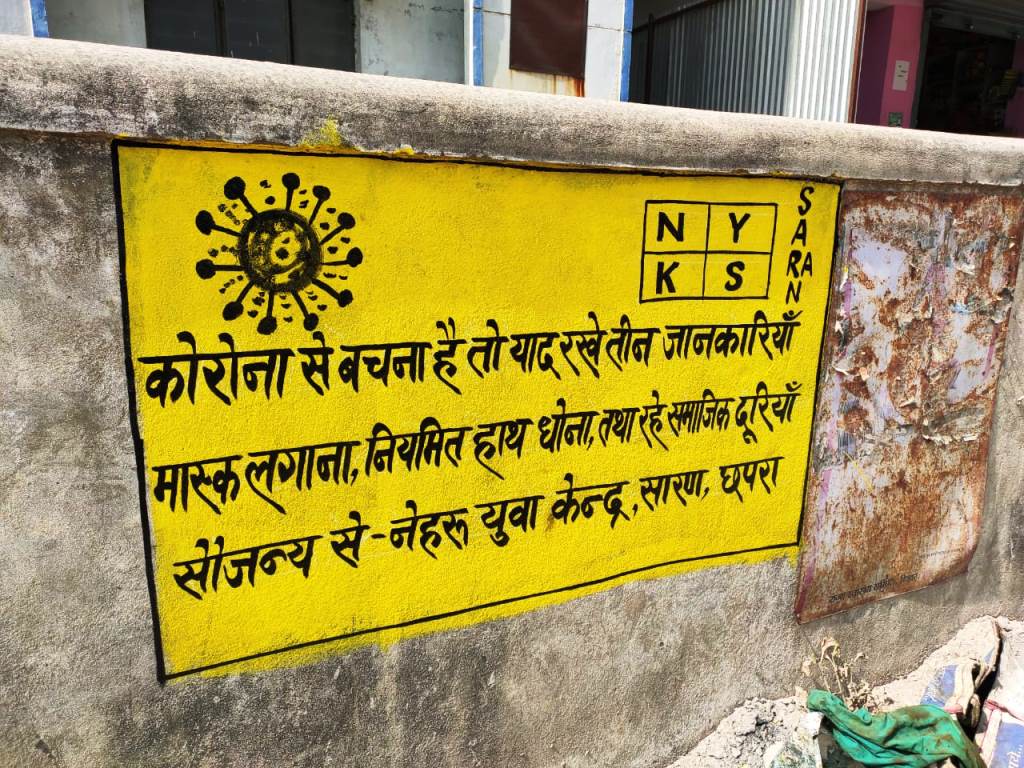 N Y
K S
SARAN
कोरोना से बचना है तो याद रखे तीन जानकारियाँ
मास्क लगाना, नियमित हाथ धोना, तथा रहे समाजिक दूरियाँ
सौजन्य से - नेहरू युवा केन्द्र, सारण, छपरा